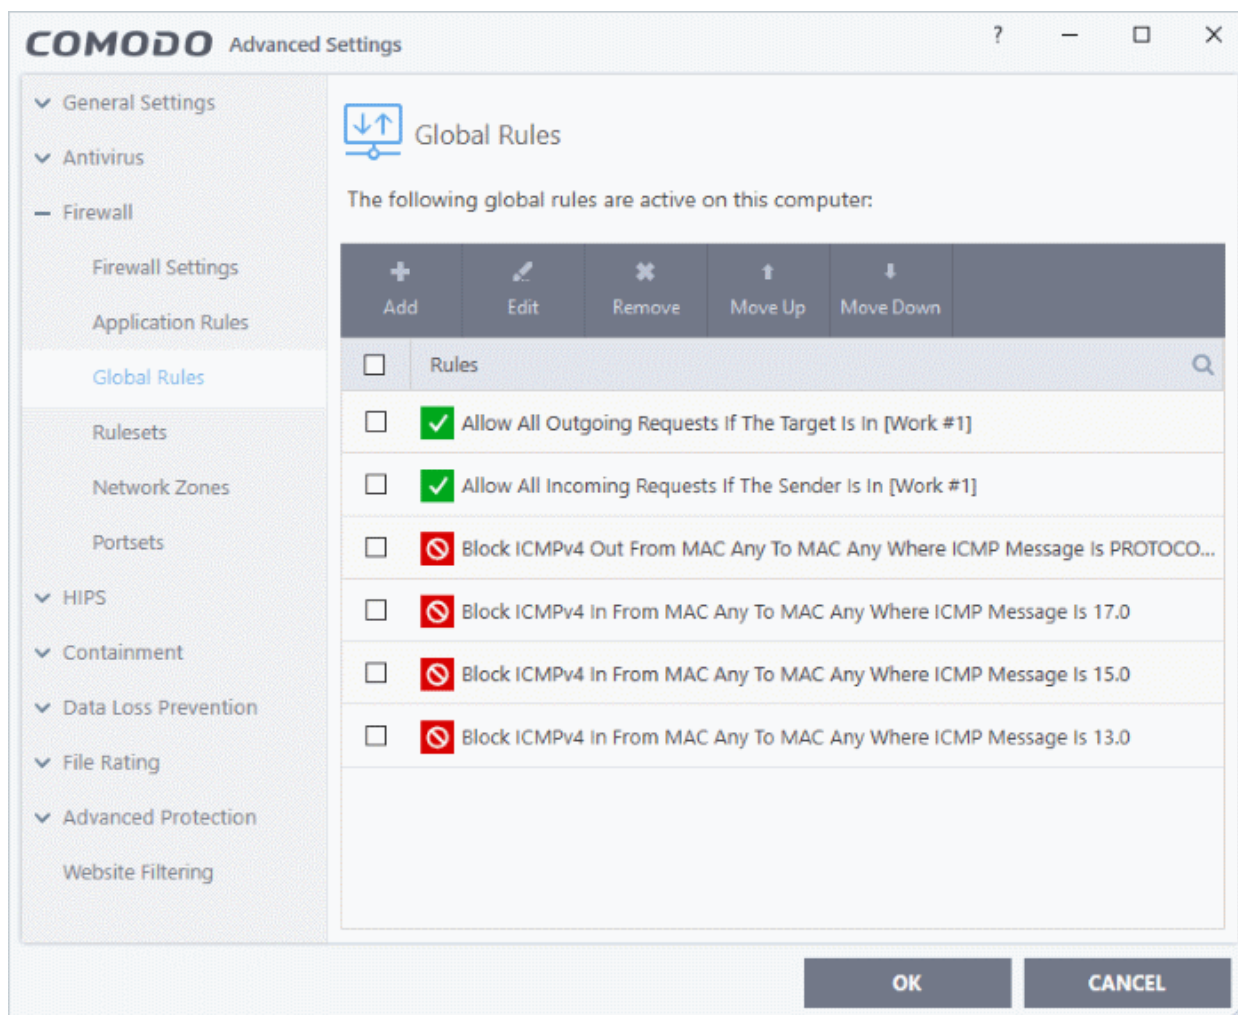 COMODO Advanced Settings ?
General Settings
Antivirus
Firewall
Firewall Settings
Application Rules
Global Rules
Rulesets
Network Zones
Portsets
HIPS
Containment
Data Loss Prevention
File Rating
Advanced Protection
Website Filtering
Global Rules
The following global rules are active on this computer:
Add Edit Remove Move Up Move Down
Rules
Allow All Outgoing Requests If The Target Is In [Work #1]
Allow All Incoming Requests If The Sender Is In [Work #1]
Block ICMPv4 Out From MAC Any To MAC Any Where ICMP Message Is PROTOCO...
Block ICMPv4 In From MAC Any To MAC Any Where ICMP Message Is 17.0
Block ICMPv4 In From MAC Any To MAC Any Where ICMP Message Is 15.0
Block ICMPv4 In From MAC Any To MAC Any Where ICMP Message Is 13.0
OK CANCEL